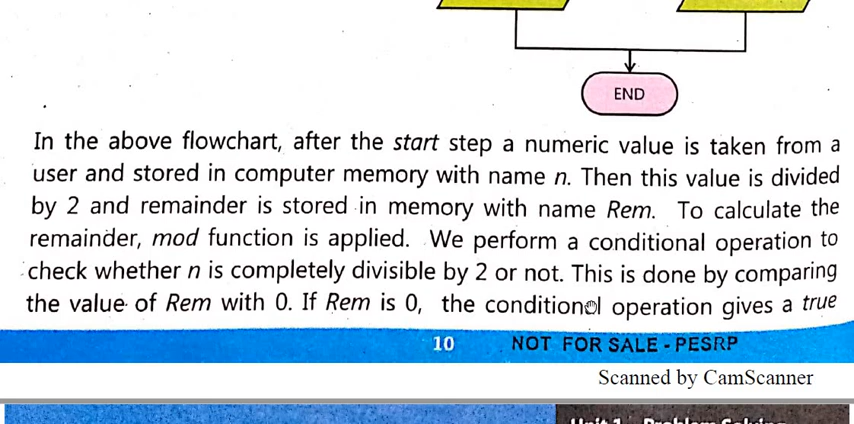 END
In the above flowchart, after the start step a numeric value is taken from a
user and stored in computer memory with name n. Then this value is divided
by 2 and remainder is stored in memory with name Rem. To calculate the
remainder, mod function is applied. We perform a conditional operation to
check whether n is completely divisible by 2 or not. This is done by comparing
the value of Rem with 0. If Rem is 0, the conditional operation gives a true
10 NOT FOR SALE - PESRP
Scanned by CamScanner
Unit 1 Problem Solving